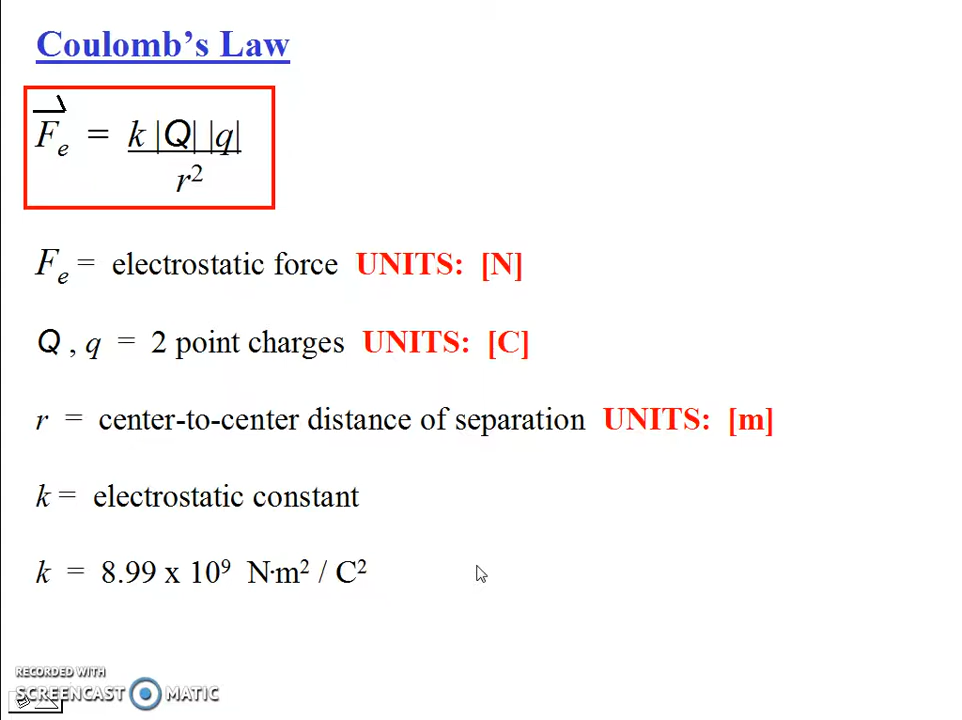 Coulomb's Law
Fe = k |Q| |q|
r²
Fe = electrostatic force UNITS: [N]
Q , q = 2 point charges UNITS: [C]
r = center-to-center distance of separation UNITS: [m]
k = electrostatic constant
k = 8.99 x 10⁹ N·m² / C²
RECORDED WITH
SCREENCAST MATIC